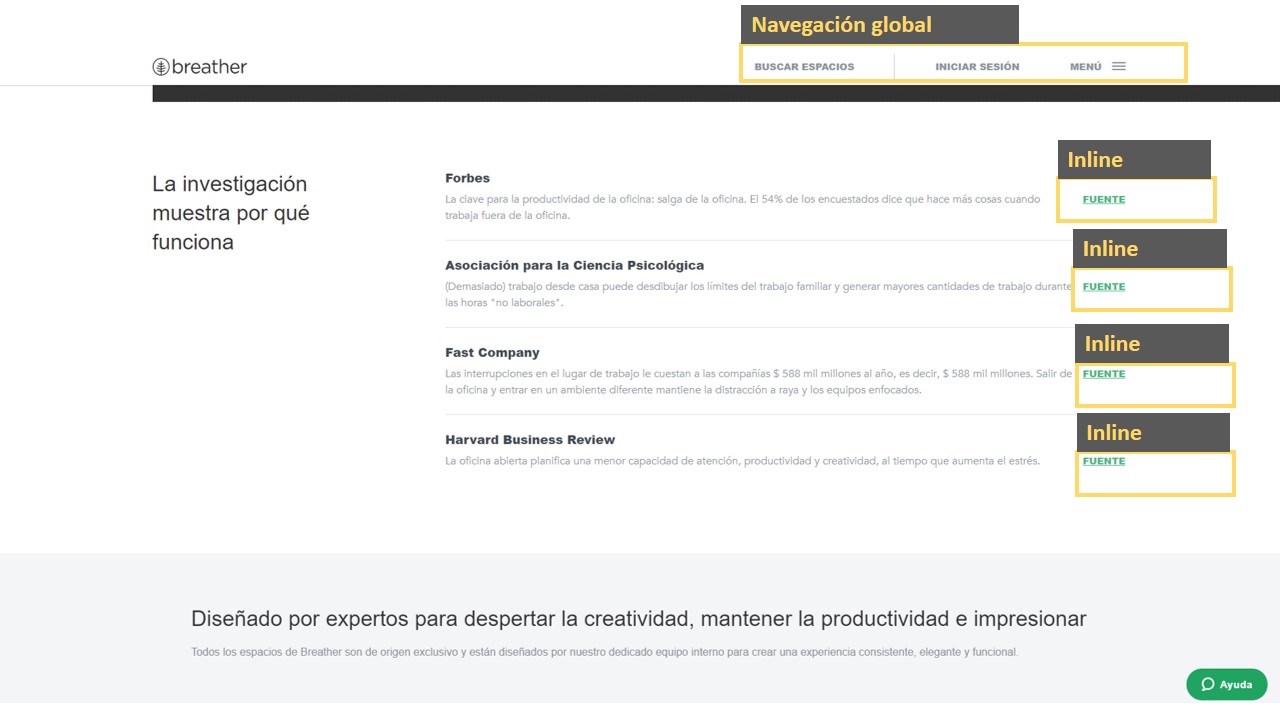 Navegación global
breather
BUSCAR ESPACIOS
INICIAR SESIÓN
MENÚ
La investigación
muestra por qué
funciona
Forbes
La clave para la productividad de la oficina: salga de la oficina. El 54% de los encuestados dice que hace más cosas cuando
trabaja fuera de la oficina.
Inline
FUENTE
Asociación para la Ciencia Psicológica
(Demasiado) trabajo desde casa puede desdibujar los límites del trabajo familiar y generar mayores cantidades de trabajo durante
las horas "no laborales".
Inline
FUENTE
Fast Company
Las interrupciones en el lugar de trabajo le cuestan a las compañías $ 588 mil millones al año, es decir, $ 588 mil millones. Salir de
la oficina y entrar en un ambiente diferente mantiene la distracción a raya y los equipos enfocados.
Inline
FUENTE
Harvard Business Review
La oficina abierta planifica una menor capacidad de atención, productividad y creatividad, al tiempo que aumenta el estrés.
Inline
FUENTE
Diseñado por expertos para despertar la creatividad, mantener la productividad e impresionar
Todos los espacios de Breather son de origen exclusivo y están diseñados por nuestro dedicado equipo interno para crear una experiencia consistente, elegante y funcional.
Ayuda